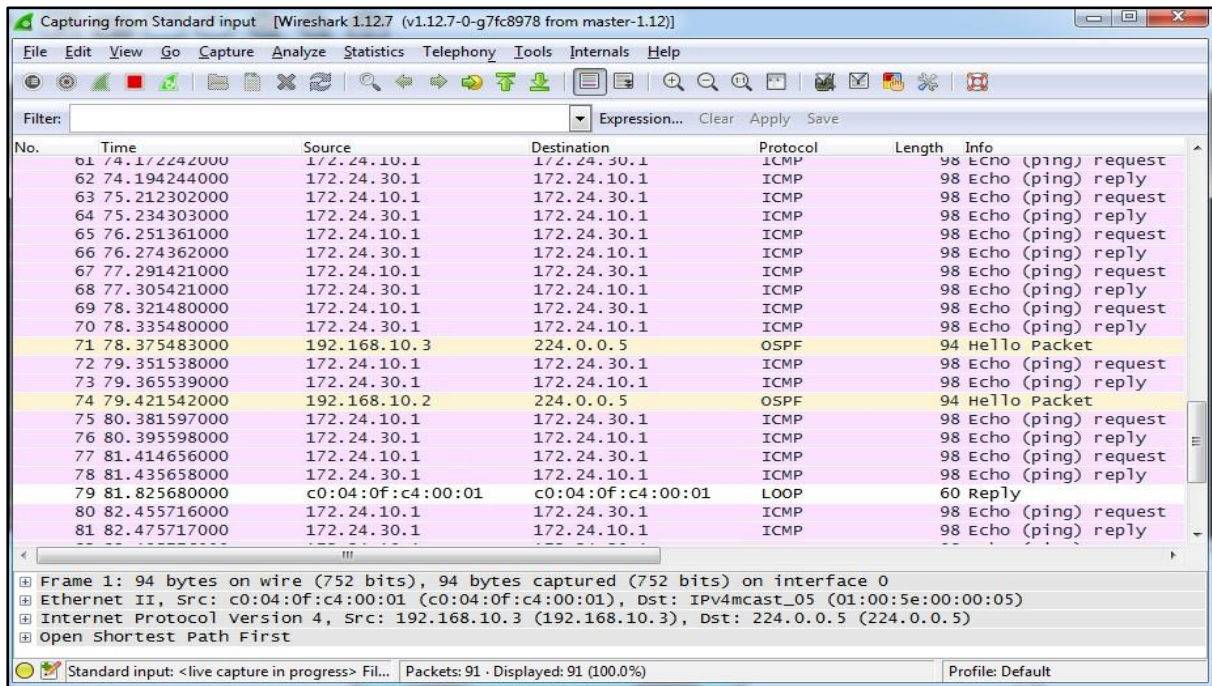 Capturing from Standard input [Wireshark 1.12.7 (v1.12.7-0-g7fc8978 from master-1.12)]
File Edit View Go Capture Analyze Statistics Telephony Tools Internals Help
Filter: Expression... Clear Apply Save
No. Time Source Destination Protocol Length Info
61 74.172242000 172.24.10.1 172.24.30.1 ICMP 98 Echo (ping) request
62 74.194244000 172.24.30.1 172.24.10.1 ICMP 98 Echo (ping) reply
63 75.212302000 172.24.10.1 172.24.30.1 ICMP 98 Echo (ping) request
64 75.234303000 172.24.30.1 172.24.10.1 ICMP 98 Echo (ping) reply
65 76.251361000 172.24.10.1 172.24.30.1 ICMP 98 Echo (ping) request
66 76.274362000 172.24.30.1 172.24.10.1 ICMP 98 Echo (ping) reply
67 77.291421000 172.24.10.1 172.24.30.1 ICMP 98 Echo (ping) request
68 77.305421000 172.24.30.1 172.24.10.1 ICMP 98 Echo (ping) reply
69 78.321480000 172.24.10.1 172.24.30.1 ICMP 98 Echo (ping) request
70 78.335480000 172.24.30.1 172.24.10.1 ICMP 98 Echo (ping) reply
71 78.375483000 192.168.10.3 224.0.0.5 OSPF 94 Hello Packet
72 79.351538000 172.24.10.1 172.24.30.1 ICMP 98 Echo (ping) request
73 79.365539000 172.24.30.1 172.24.10.1 ICMP 98 Echo (ping) reply
74 79.421542000 192.168.10.2 224.0.0.5 OSPF 94 Hello Packet
75 80.381597000 172.24.10.1 172.24.30.1 ICMP 98 Echo (ping) request
76 80.395598000 172.24.30.1 172.24.10.1 ICMP 98 Echo (ping) reply
77 81.414656000 172.24.10.1 172.24.30.1 ICMP 98 Echo (ping) request
78 81.435658000 172.24.30.1 172.24.10.1 ICMP 98 Echo (ping) reply
79 81.825680000 c0:04:0f:c4:00:01 c0:04:0f:c4:00:01 LOOP 60 Reply
80 82.455716000 172.24.10.1 172.24.30.1 ICMP 98 Echo (ping) request
81 82.475717000 172.24.30.1 172.24.10.1 ICMP 98 Echo (ping) reply
Frame 1: 94 bytes on wire (752 bits), 94 bytes captured (752 bits) on interface 0
Ethernet II, Src: c0:04:0f:c4:00:01 (c0:04:0f:c4:00:01), Dst: IPv4mcast_05 (01:00:5e:00:00:05)
Internet Protocol Version 4, Src: 192.168.10.3 (192.168.10.3), Dst: 224.0.0.5 (224.0.0.5)
Open Shortest Path First
Standard input: <live capture in progress> Fil... Packets: 91 · Displayed: 91 (100.0%) Profile: Default